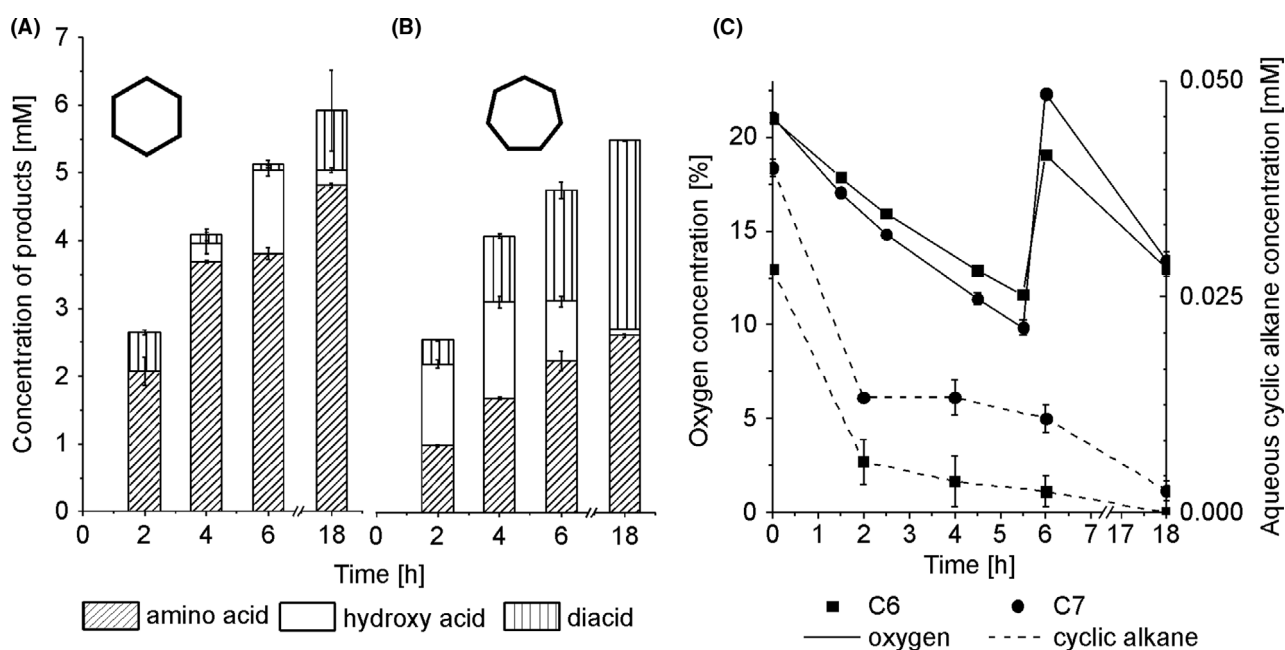 (A)
(B)
(C)
Concentration of products [mM]
7
6
5
4
3
2
1
0
0 2 4 6 18
0 2 4 6 18
Time [h]
amino acid hydroxy acid diacid
Oxygen concentration [%]
20
15
10
5
0
Aqueous cyclic alkane concentration [mM]
0.050
0.025
0.000
0 1 2 3 4 5 6 7 17 18
Time [h]
C6 C7
oxygen cyclic alkane